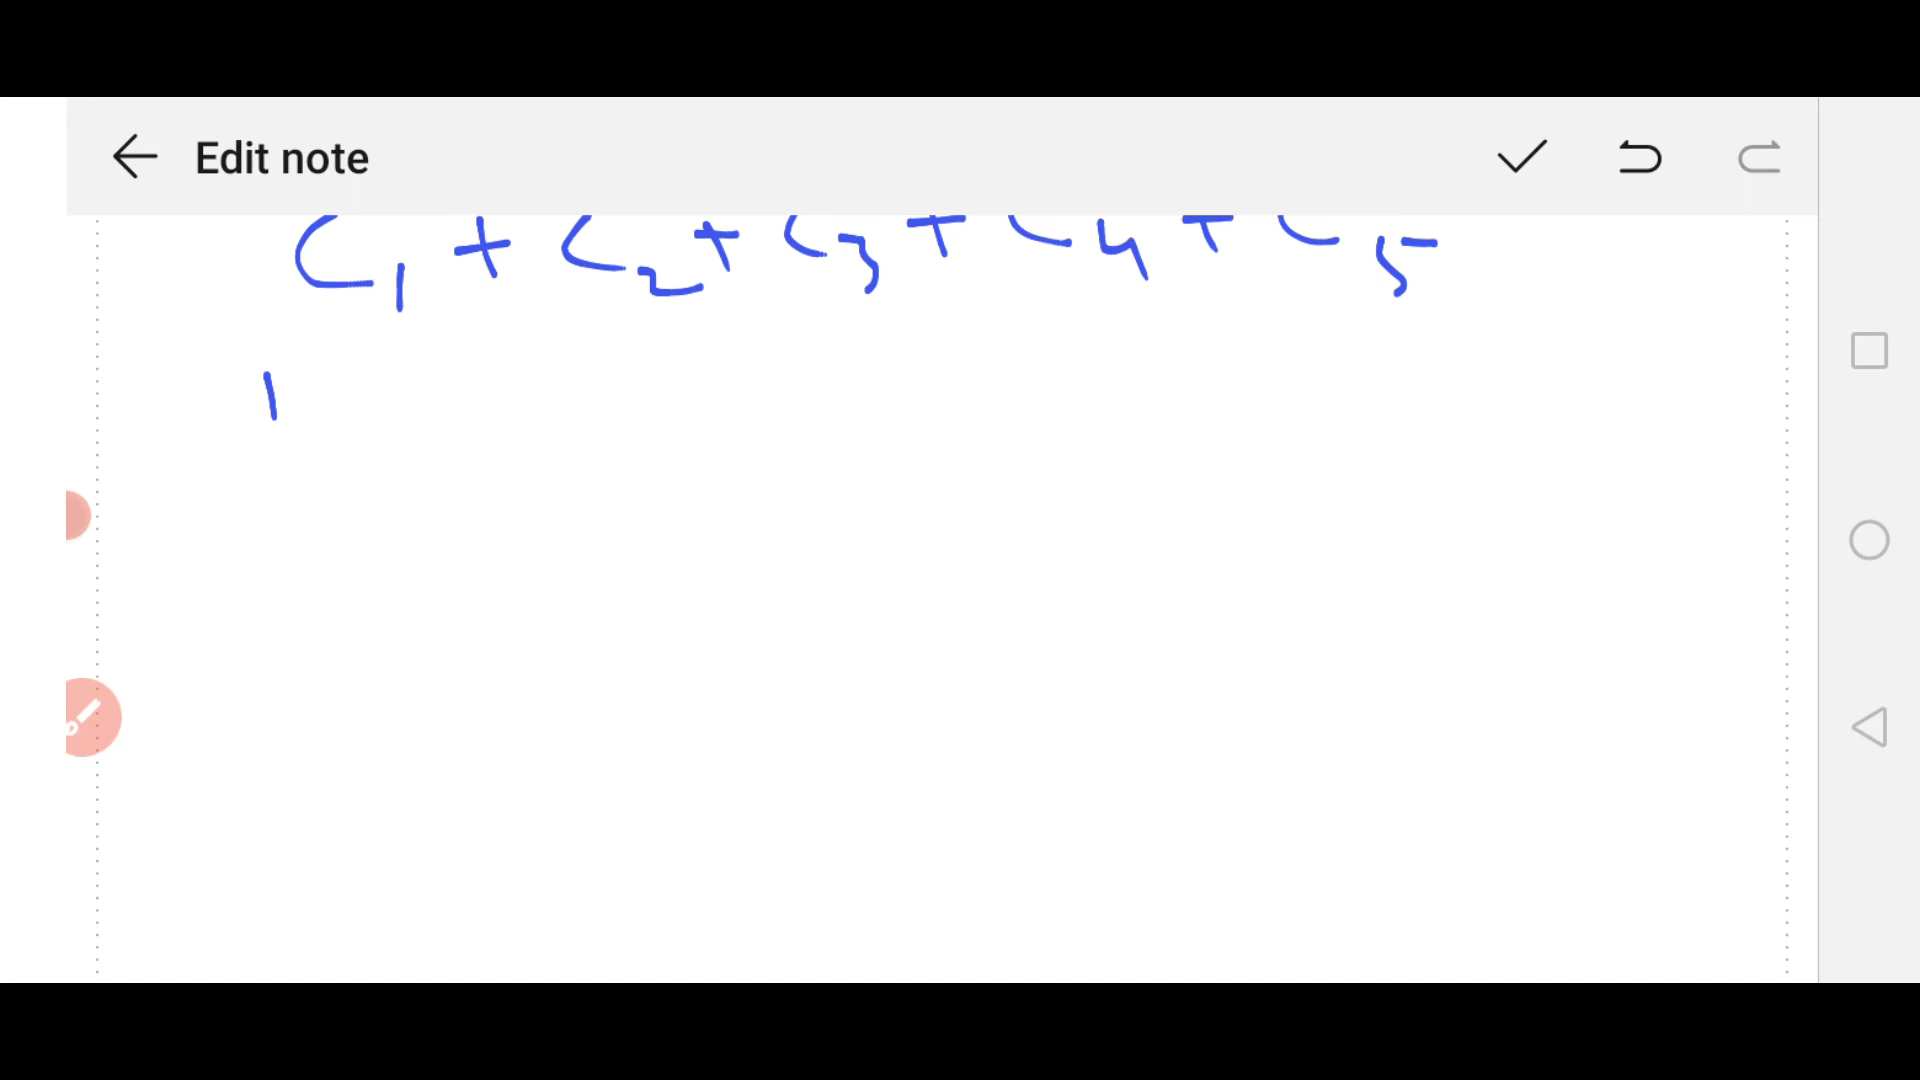 Edit note
C₁ + C₂ + C₃ + C₄ + C₅
1